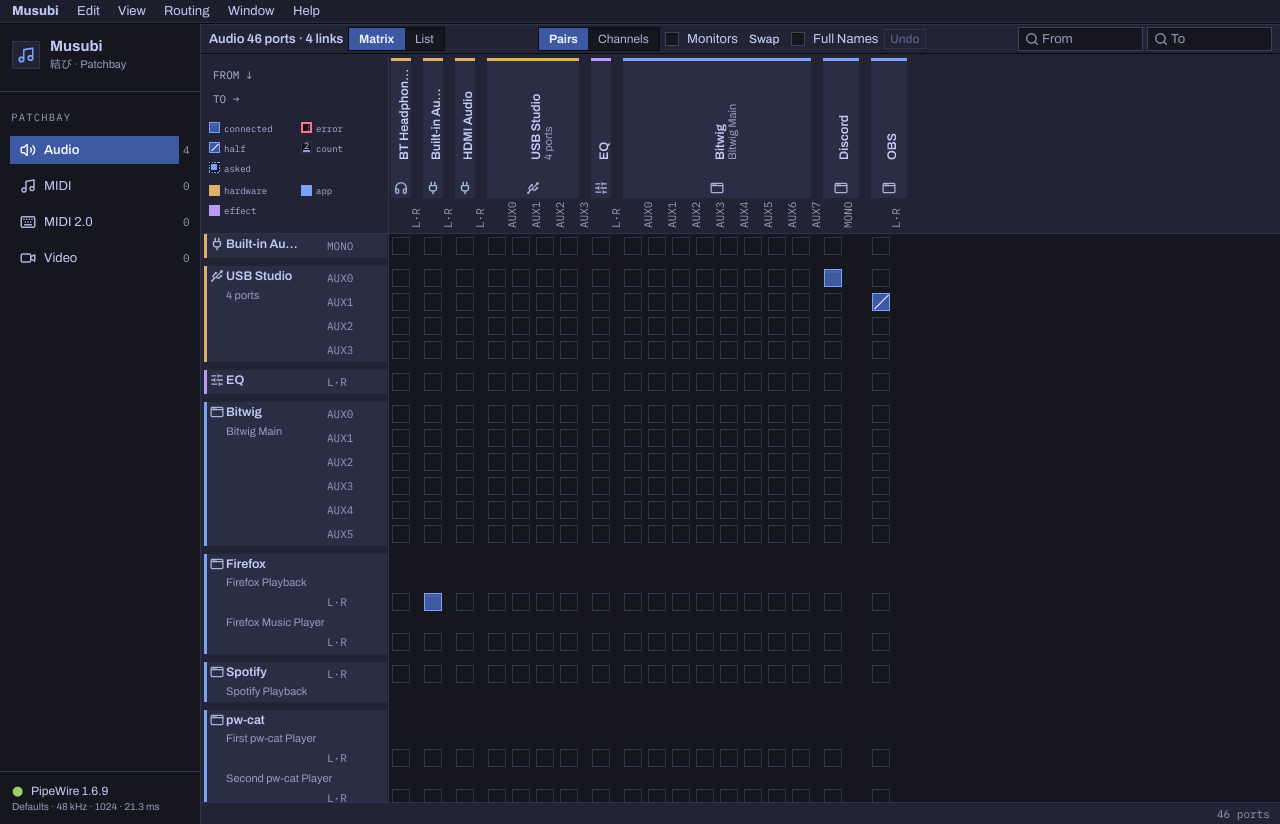 Musubi Edit View Routing Window Help
Musubi
結び · Patchbay
PATCHBAY
Audio 4
MIDI 0
MIDI 2.0 0
Video 0
PipeWire 1.6.9
Defaults · 48 kHz · 1024 · 21.3 ms
Audio 46 ports · 4 links Matrix List Pairs Channels Monitors Swap Full Names Undo From To
FROM ↓
TO →
connected error
half 2 count
asked
hardware app
effect
BT Headphon…
Built-in Au…
HDMI Audio
USB Studio
4 ports
EQ
Bitwig
Bitwig Main
Discord
OBS
L·R L·R L·R AUX0 AUX1 AUX2 AUX3 L·R AUX0 AUX1 AUX2 AUX3 AUX4 AUX5 AUX6 AUX7 MONO L·R
Built-in Au… MONO
USB Studio AUX0
4 ports
AUX1
AUX2
AUX3
EQ L·R
Bitwig AUX0
Bitwig Main
AUX1
AUX2
AUX3
AUX4
AUX5
Firefox
Firefox Playback
L·R
Firefox Music Player
L·R
Spotify L·R
Spotify Playback
pw-cat
First pw-cat Player
L·R
Second pw-cat Player
L·R
46 ports